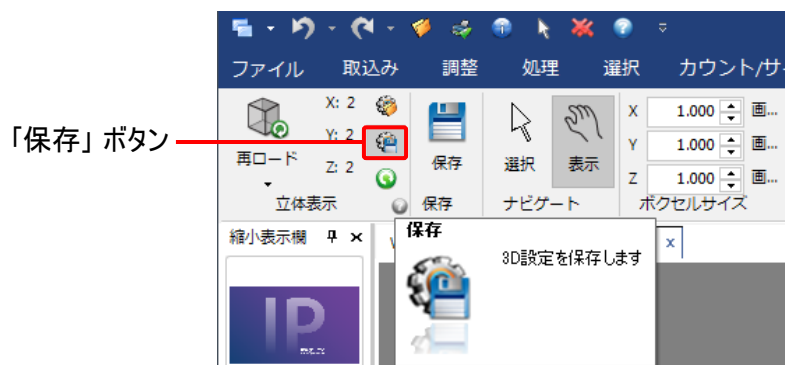 ファイル 取込み 調整 処理 選択 カウント/サ
「保存」ボタン
X: 2
Y: 2
Z: 2
再ロード
立体表示
保存
保存
選択
表示
ナビゲート
X 1.000 画...
Y 1.000 画...
Z 1.000 画...
ボクセルサイズ
縮小表示欄
x
保存
3D設定を保存します
IP